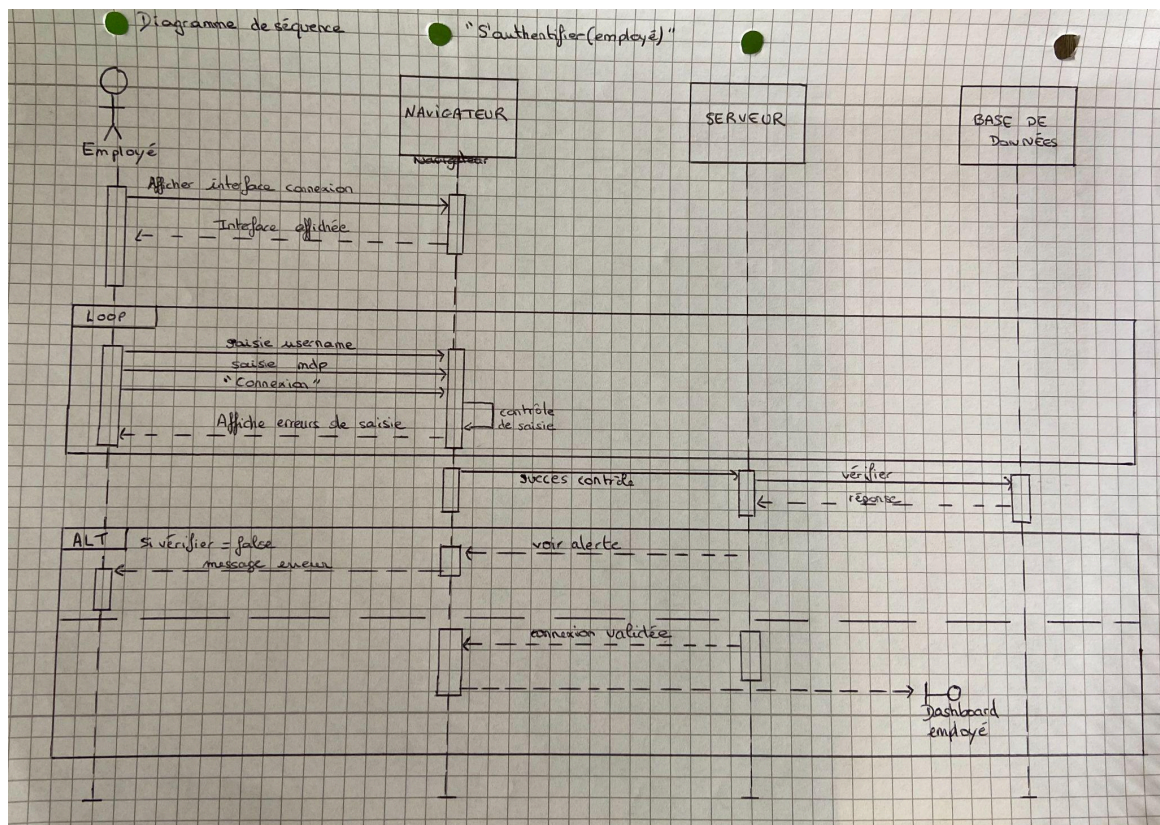 Diagramme de séquence
"S'authentifier (employé)"
NAVIGATEUR
SERVEUR
BASE DE
DONNÉES
Employé
Navigateur
Afficher interface connexion
Interface affichée
LOOP
saisie username
saisie mdp
"Connexion"
contrôle
de saisie
Affiche erreurs de saisie
succès contrôle
vérifier
réponse
ALT
si vérifier = false
voir alerte
message erreur
connexion validée
Dashboard
employé